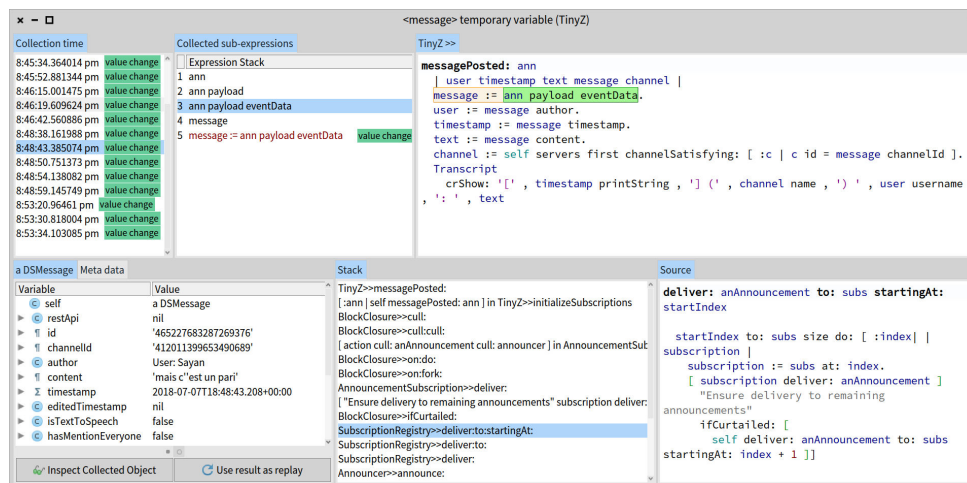 <message> temporary variable (TinyZ)
Collection time
8:45:34.364014 pm value change
8:45:52.881344 pm value change
8:46:15.001475 pm value change
8:46:19.609624 pm value change
8:46:42.560886 pm value change
8:48:38.161988 pm value change
8:48:43.385074 pm value change
8:48:50.751373 pm value change
8:48:54.138082 pm value change
8:48:59.145749 pm value change
8:53:20.96461 pm value change
8:53:30.818004 pm value change
8:53:34.103085 pm value change
Collected sub-expressions
Expression Stack
1 ann
2 ann payload
3 ann payload eventData
4 message
5 message := ann payload eventData value change
TinyZ >>
messagePosted: ann
| user timestamp text message channel |
message := ann payload eventData.
user := message author.
timestamp := message timestamp.
text := message content.
channel := self servers first channelSatisfying: [ :c | c id = message channelId ].
Transcript
crShow: '[' , timestamp printString , '] (' , channel name , ') ' , user username
, ': ' , text
a DSMessage Meta data
Variable Value
self a DSMessage
restApi nil
id '465227683287269376'
channelId '412011399653490689'
author User: Sayan
content 'mais c''est un pari'
timestamp 2018-07-07T18:48:43.208+00:00
editedTimestamp nil
isTextToSpeech false
hasMentionEveryone false
Inspect Collected Object
Use result as replay
Stack
TinyZ>>messagePosted:
[ :ann | self messagePosted: ann ] in TinyZ>>initializeSubscriptions
BlockClosure>>cull:
BlockClosure>>cull:cull:
[ action cull: anAnnouncement cull: announcer ] in AnnouncementSub
BlockClosure>>on:do:
BlockClosure>>on:fork:
AnnouncementSubscription>>deliver:
[ "Ensure delivery to remaining announcements" subscription deliver:
BlockClosure>>ifCurtailed:
SubscriptionRegistry>>deliver:to:startingAt:
SubscriptionRegistry>>deliver:to:
SubscriptionRegistry>>deliver:
Announcer>>announce:
Source
deliver: anAnnouncement to: subs startingAt:
startIndex
startIndex to: subs size do: [ :index| |
subscription |
subscription := subs at: index.
[ subscription deliver: anAnnouncement ]
"Ensure delivery to remaining
announcements"
ifCurtailed: [
self deliver: anAnnouncement to: subs
startingAt: index + 1 ]]